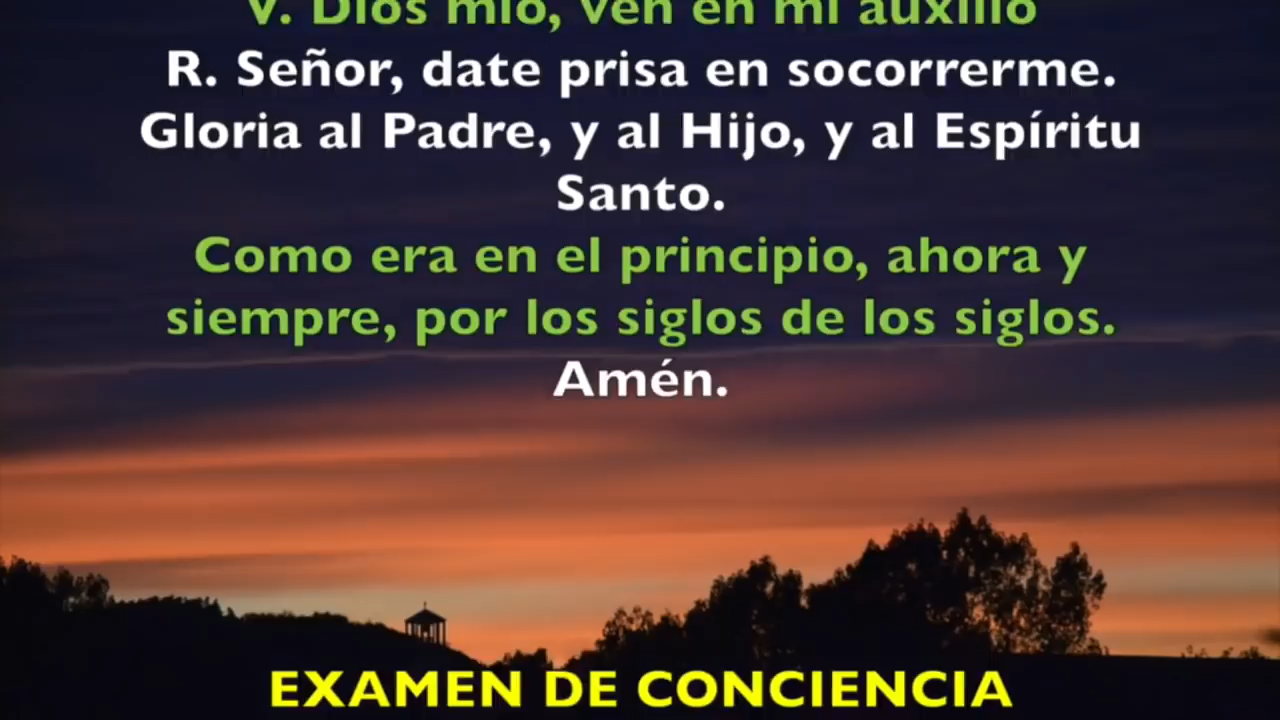 V. Dios mío, ven en mi auxilio
R. Señor, date prisa en socorrerme.
Gloria al Padre, y al Hijo, y al Espíritu
Santo.
Como era en el principio, ahora y
siempre, por los siglos de los siglos.
Amén.
EXAMEN DE CONCIENCIA